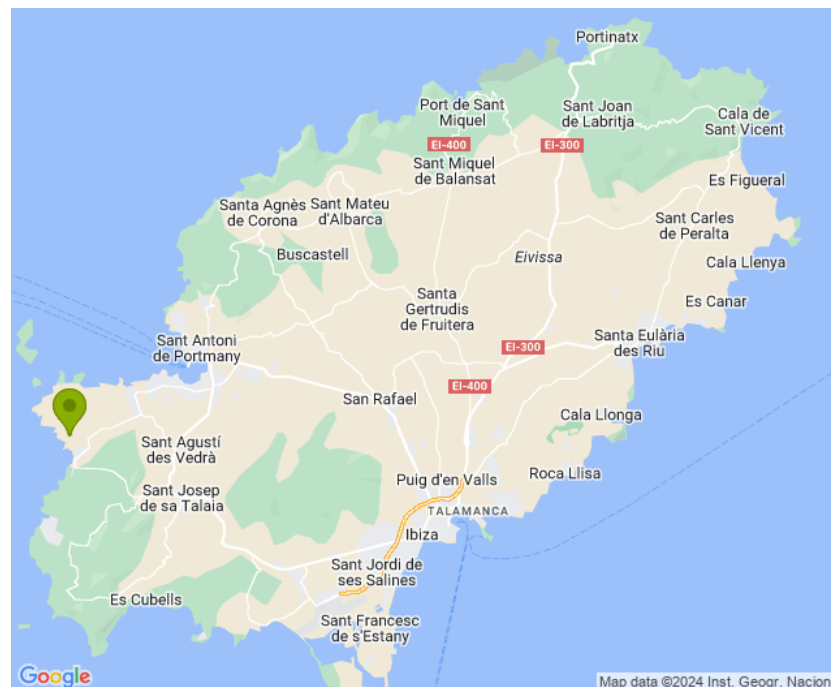 Portinatx
Port de Sant
Miquel
Sant Joan
de Labritja
Cala de
Sant Vicent
EI-400
EI-300
Sant Miquel
de Balansat
Es Figueral
Santa Agnès
de Corona
Sant Mateu
d'Albarca
Sant Carles
de Peralta
Buscastell
Eivissa
Cala Llenya
Santa
Gertrudis
de Fruitera
Es Canar
Sant Antoni
de Portmany
Santa Eulària
des Riu
EI-300
EI-400
San Rafael
Cala Llonga
Sant Agustí
des Vedrà
Roca Llisa
Puig d'en Valls
Sant Josep
de sa Talaia
TALAMANCA
Ibiza
Sant Jordi de
ses Salines
Es Cubells
Sant Francesc
de s'Estany
Google
Map data ©2024 Inst. Geogr. Nacion